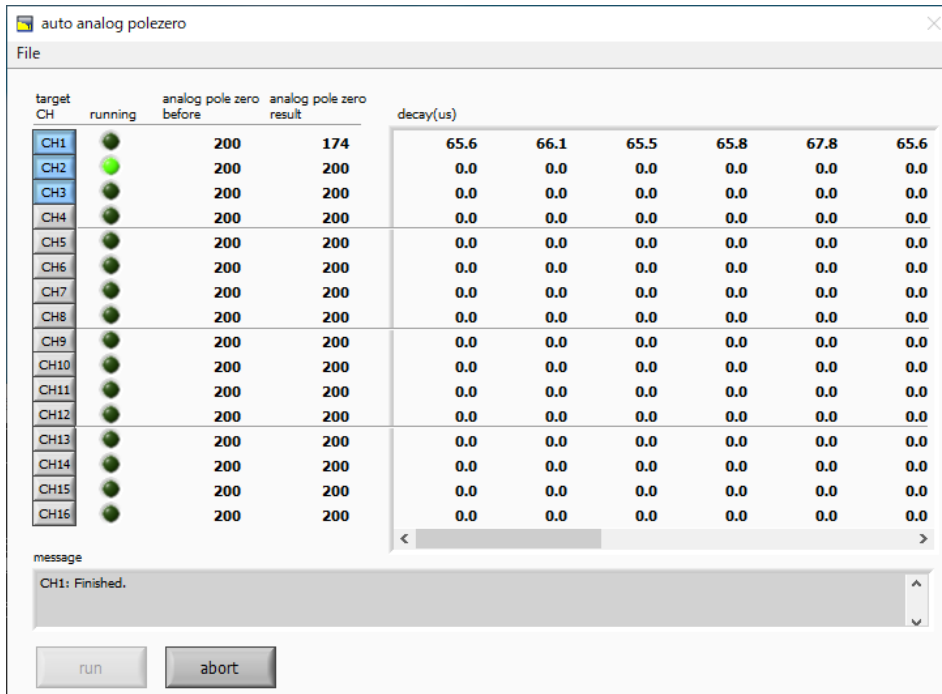 auto analog polezero
File
target CH running analog pole zero before analog pole zero result decay(us)
CH1 200 174 65.6 66.1 65.5 65.8 67.8 65.6
CH2 200 200 0.0 0.0 0.0 0.0 0.0 0.0
CH3 200 200 0.0 0.0 0.0 0.0 0.0 0.0
CH4 200 200 0.0 0.0 0.0 0.0 0.0 0.0
CH5 200 200 0.0 0.0 0.0 0.0 0.0 0.0
CH6 200 200 0.0 0.0 0.0 0.0 0.0 0.0
CH7 200 200 0.0 0.0 0.0 0.0 0.0 0.0
CH8 200 200 0.0 0.0 0.0 0.0 0.0 0.0
CH9 200 200 0.0 0.0 0.0 0.0 0.0 0.0
CH10 200 200 0.0 0.0 0.0 0.0 0.0 0.0
CH11 200 200 0.0 0.0 0.0 0.0 0.0 0.0
CH12 200 200 0.0 0.0 0.0 0.0 0.0 0.0
CH13 200 200 0.0 0.0 0.0 0.0 0.0 0.0
CH14 200 200 0.0 0.0 0.0 0.0 0.0 0.0
CH15 200 200 0.0 0.0 0.0 0.0 0.0 0.0
CH16 200 200 0.0 0.0 0.0 0.0 0.0 0.0
message
CH1: Finished.
run abort